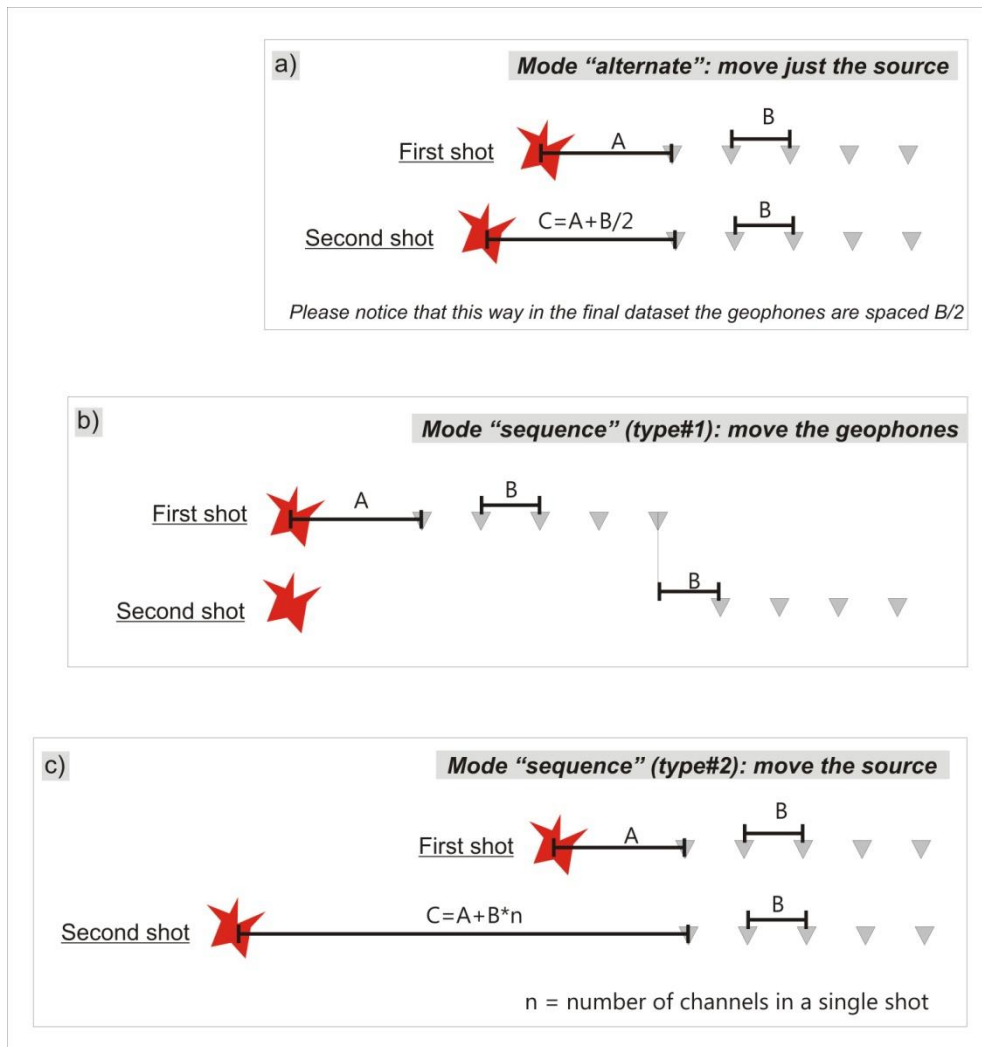 a)
Mode “alternate”: move just the source
B
First shot
A
C=A+B/2
B
Second shot
Please notice that this way in the final dataset the geophones are spaced B/2
b)
Mode “sequence” (type#1): move the geophones
A
B
First shot
B
Second shot
c)
Mode “sequence” (type#2): move the source
B
First shot
A
C=A+B*n
B
Second shot
n = number of channels in a single shot